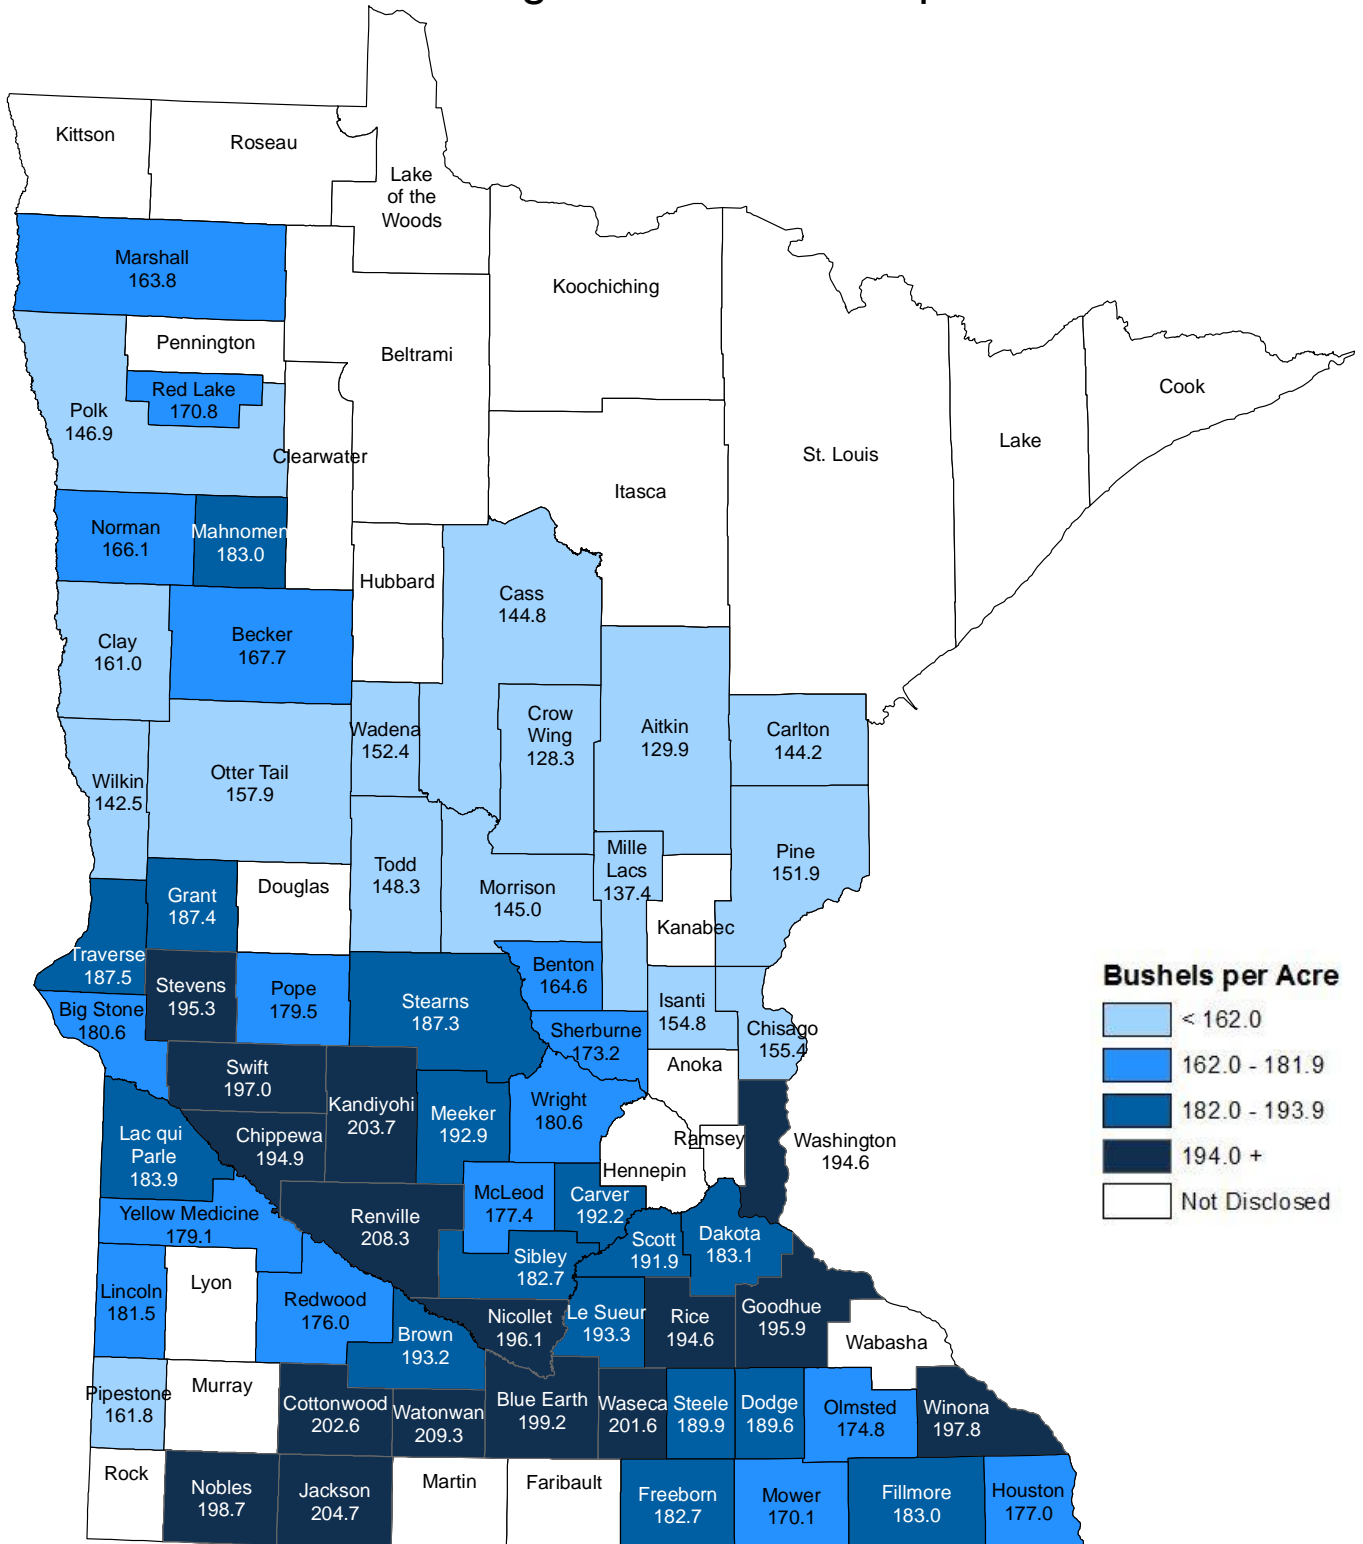 Kittson
Roseau
Lake
of the
Woods
Marshall
163.8
Koochiching
Pennington
Beltrami
Red Lake
170.8
Polk
146.9
Cook
Lake
St. Louis
Clearwater
Itasca
Norman
166.1
Mahnomen
183.0
Hubbard
Cass
144.8
Clay
161.0
Becker
167.7
Wadena
152.4
Crow
Wing
128.3
Aitkin
129.9
Carlton
144.2
Wilkin
142.5
Otter Tail
157.9
Todd
148.3
Morrison
145.0
Mille
Lacs
137.4
Pine
151.9
Grant
187.4
Douglas
Kanabec
Traverse
187.5
Stevens
195.3
Pope
179.5
Stearns
187.3
Benton
164.6
Isanti
154.8
Big Stone
180.6
Sherburne
173.2
Chisago
155.4
Bushels per Acre
< 162.0
162.0 - 181.9
182.0 - 193.9
194.0 +
Not Disclosed
Swift
197.0
Kandiyohi
203.7
Anoka
Meeker
192.9
Wright
180.6
Lac qui
Parle
183.9
Chippewa
194.9
Ramsey
Washington
194.6
Hennepin
McLeod
177.4
Carver
192.2
Yellow Medicine
179.1
Renville
208.3
Scott
191.9
Dakota
183.1
Sibley
182.7
Lincoln
181.5
Lyon
Redwood
176.0
Nicollet
196.1
Le Sueur
193.3
Rice
194.6
Goodhue
195.9
Brown
193.2
Wabasha
Pipestone
161.8
Murray
Cottonwood
202.6
Watonwan
209.3
Blue Earth
199.2
Waseca
201.6
Steele
189.9
Dodge
189.6
Olmsted
174.8
Winona
197.8
Rock
Nobles
198.7
Jackson
204.7
Martin
Faribault
Freeborn
182.7
Mower
170.1
Fillmore
183.0
Houston
177.0